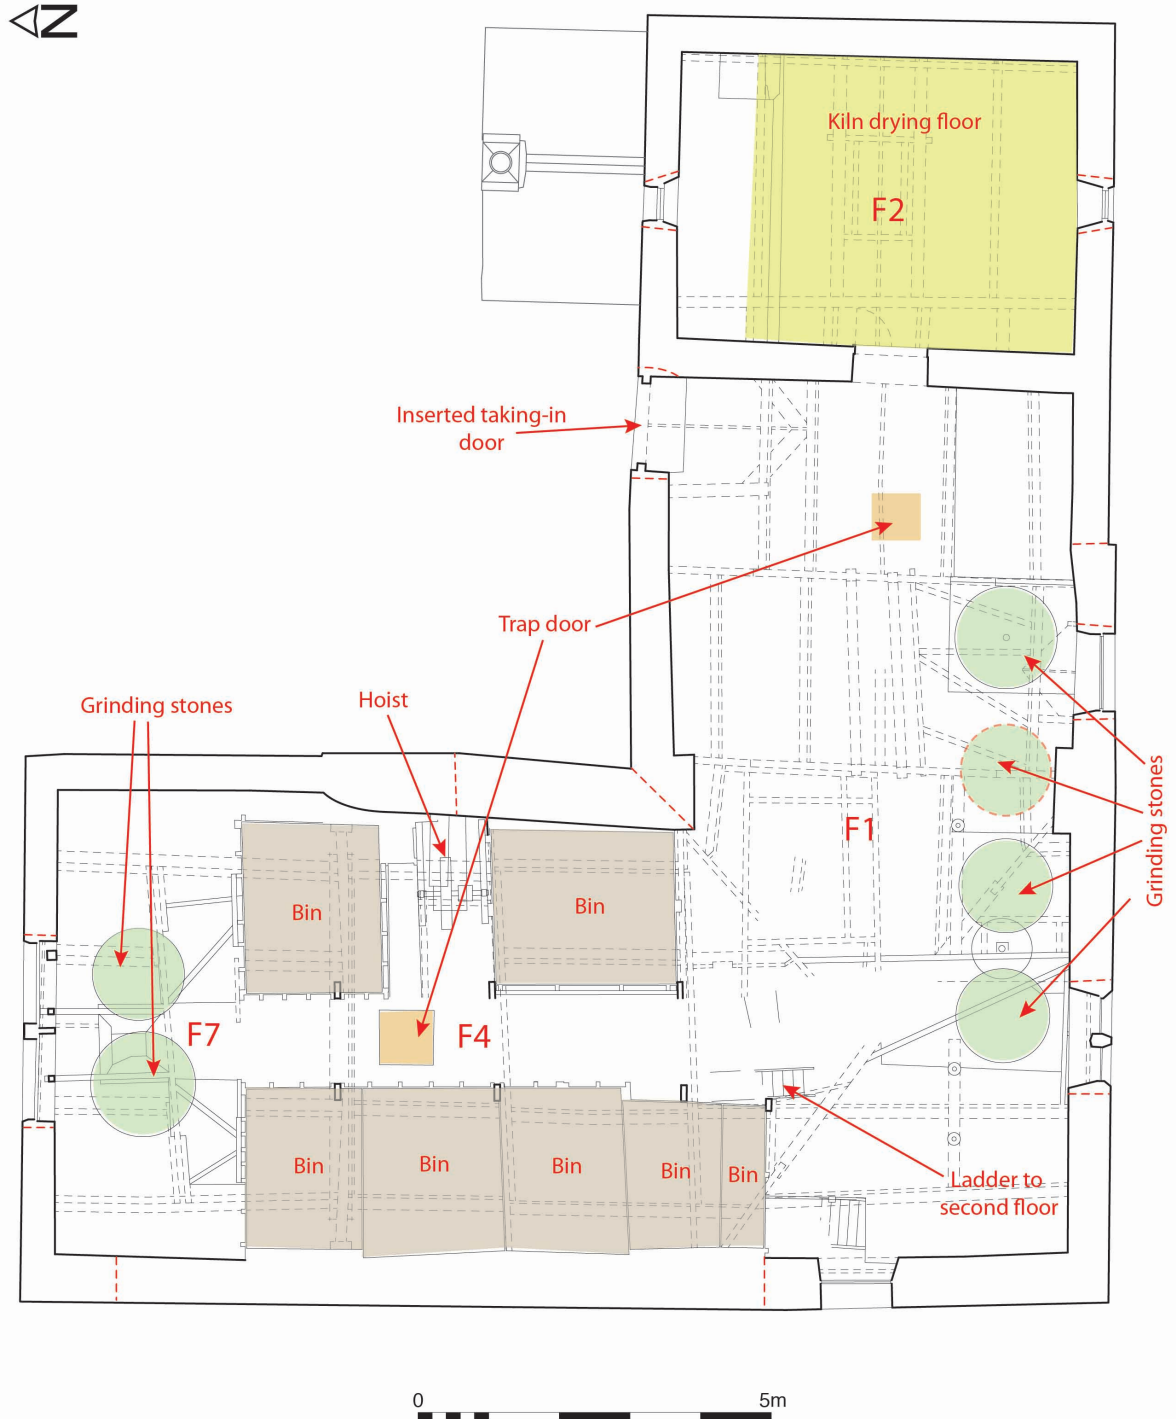 N
Kiln drying floor
F2
Inserted taking-in
door
Trap door
Grinding stones
Hoist
Grinding stones
F1
Bin
Bin
F7
F4
Bin
Bin
Bin
Bin
Bin
Ladder to
second floor
0 5m